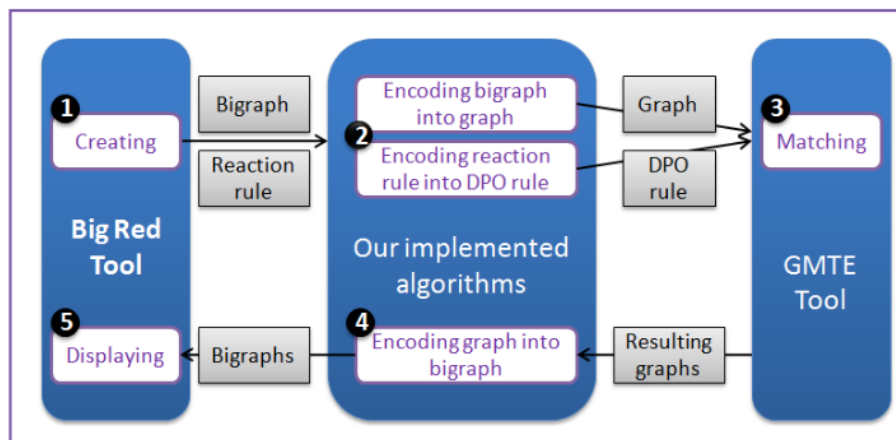 1
Creating
Bigraph
Reaction
rule
Big Red
Tool
Encoding bigraph
into graph
2
Encoding reaction
rule into DPO rule
Our implemented
algorithms
Graph
DPO
rule
3
Matching
GMTE
Tool
Resulting
graphs
4
Encoding graph into
bigraph
Bigraphs
5
Displaying